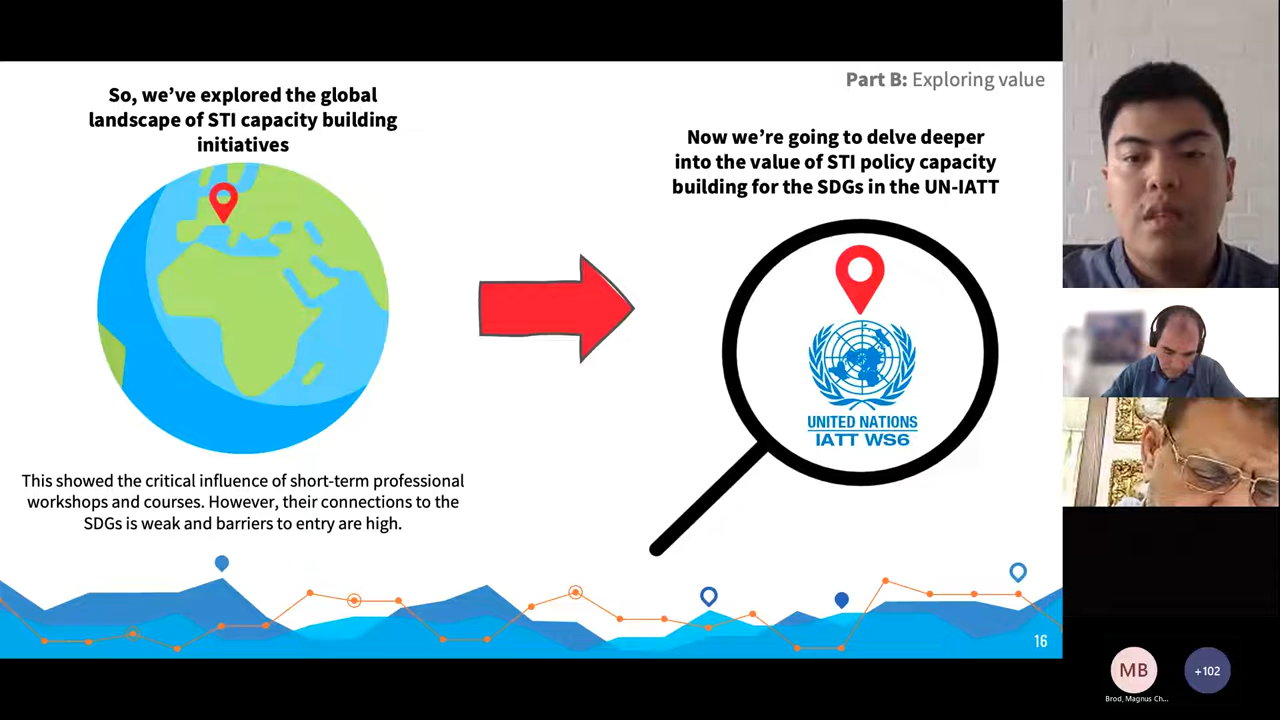 Part B: Exploring value
So, we've explored the global
landscape of STI capacity building
initiatives
Now we're going to delve deeper
into the value of STI policy capacity
building for the SDGs in the UN-IATT
UNITED NATIONS
IATT WS6
This showed the critical influence of short-term professional
workshops and courses. However, their connections to the
SDGs is weak and barriers to entry are high.
16
MB
+102
Brod, Magnus Ch...